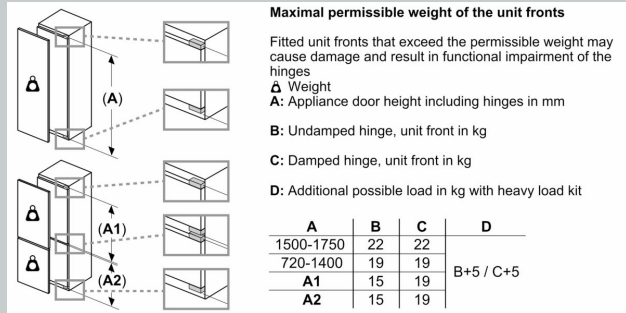 Maximal permissible weight of the unit fronts
Fitted unit fronts that exceed the permissible weight may
cause damage and result in functional impairment of the
hinges
Weight
A: Appliance door height including hinges in mm
B: Undamped hinge, unit front in kg
C: Damped hinge, unit front in kg
D: Additional possible load in kg with heavy load kit
(A)
(A1)
(A2)
A B C D
1500-1750 22 22
720-1400 19 19
B+5 / C+5
A1 15 19
A2 15 19